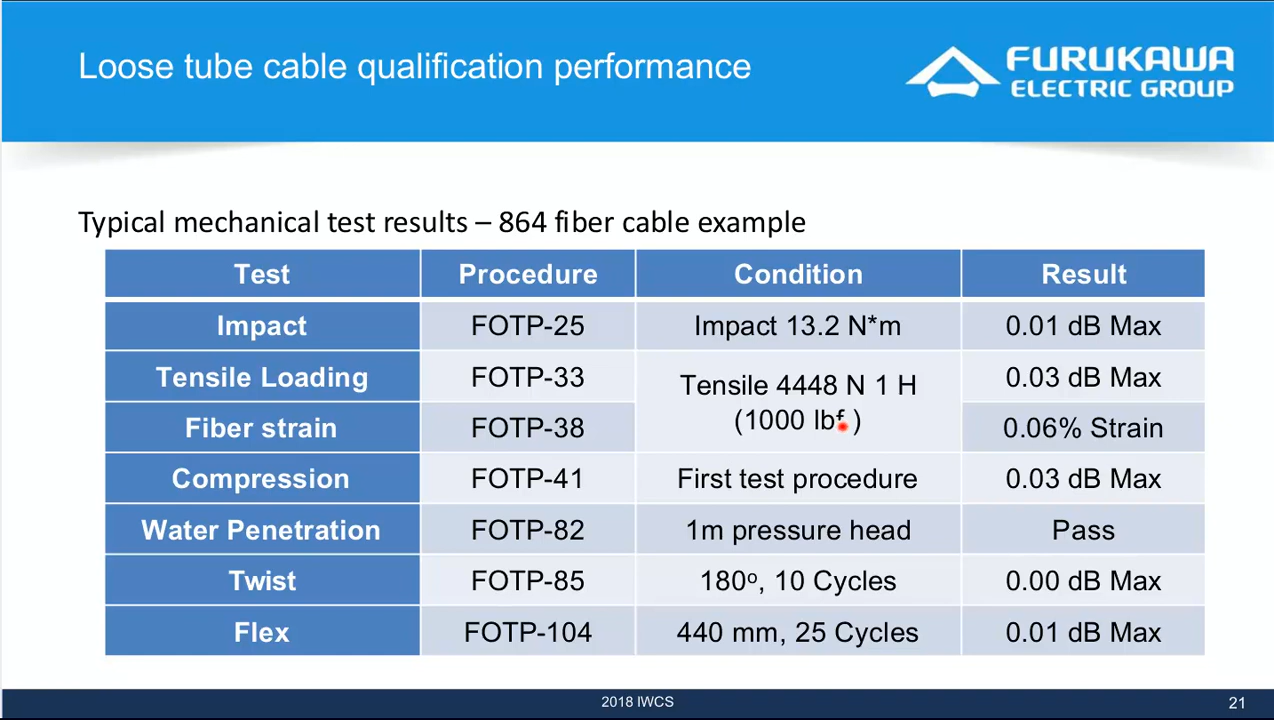 Loose tube cable qualification performance
FURUKAWA
ELECTRIC GROUP
Typical mechanical test results – 864 fiber cable example
Test Procedure Condition Result
Impact FOTP-25 Impact 13.2 N*m 0.01 dB Max
Tensile Loading FOTP-33 Tensile 4448 N 1 H 0.03 dB Max
(1000 lbf )
Fiber strain FOTP-38 0.06% Strain
Compression FOTP-41 First test procedure 0.03 dB Max
Water Penetration FOTP-82 1m pressure head Pass
Twist FOTP-85 180º, 10 Cycles 0.00 dB Max
Flex FOTP-104 440 mm, 25 Cycles 0.01 dB Max
2018 IWCS
21